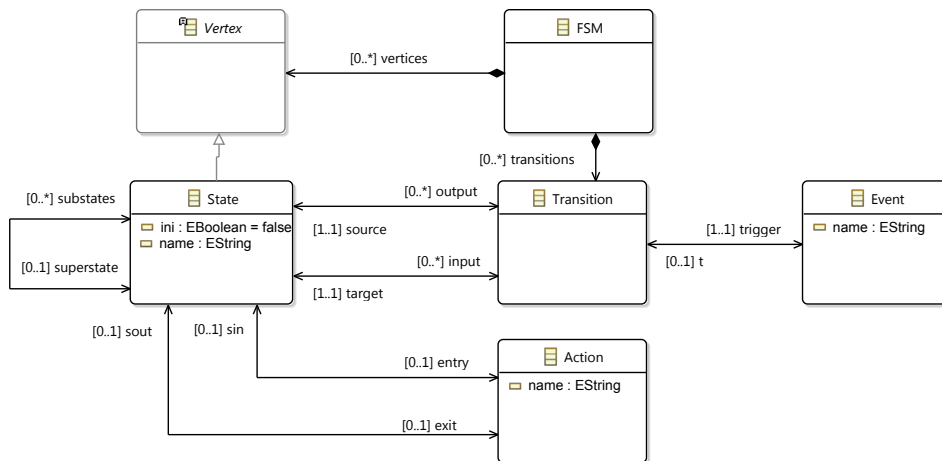 Vertex
FSM
[0..*] vertices
[0..*] transitions
[0..*] substates
State
[0..*] output
Transition
Event
ini : EBoolean = false
name : EString
name : EString
[1..1] source
[1..1] trigger
[0..1] t
[0..1] superstate
[0..*] input
[1..1] target
[0..1] sout
[0..1] sin
[0..1] entry
Action
name : EString
[0..1] exit